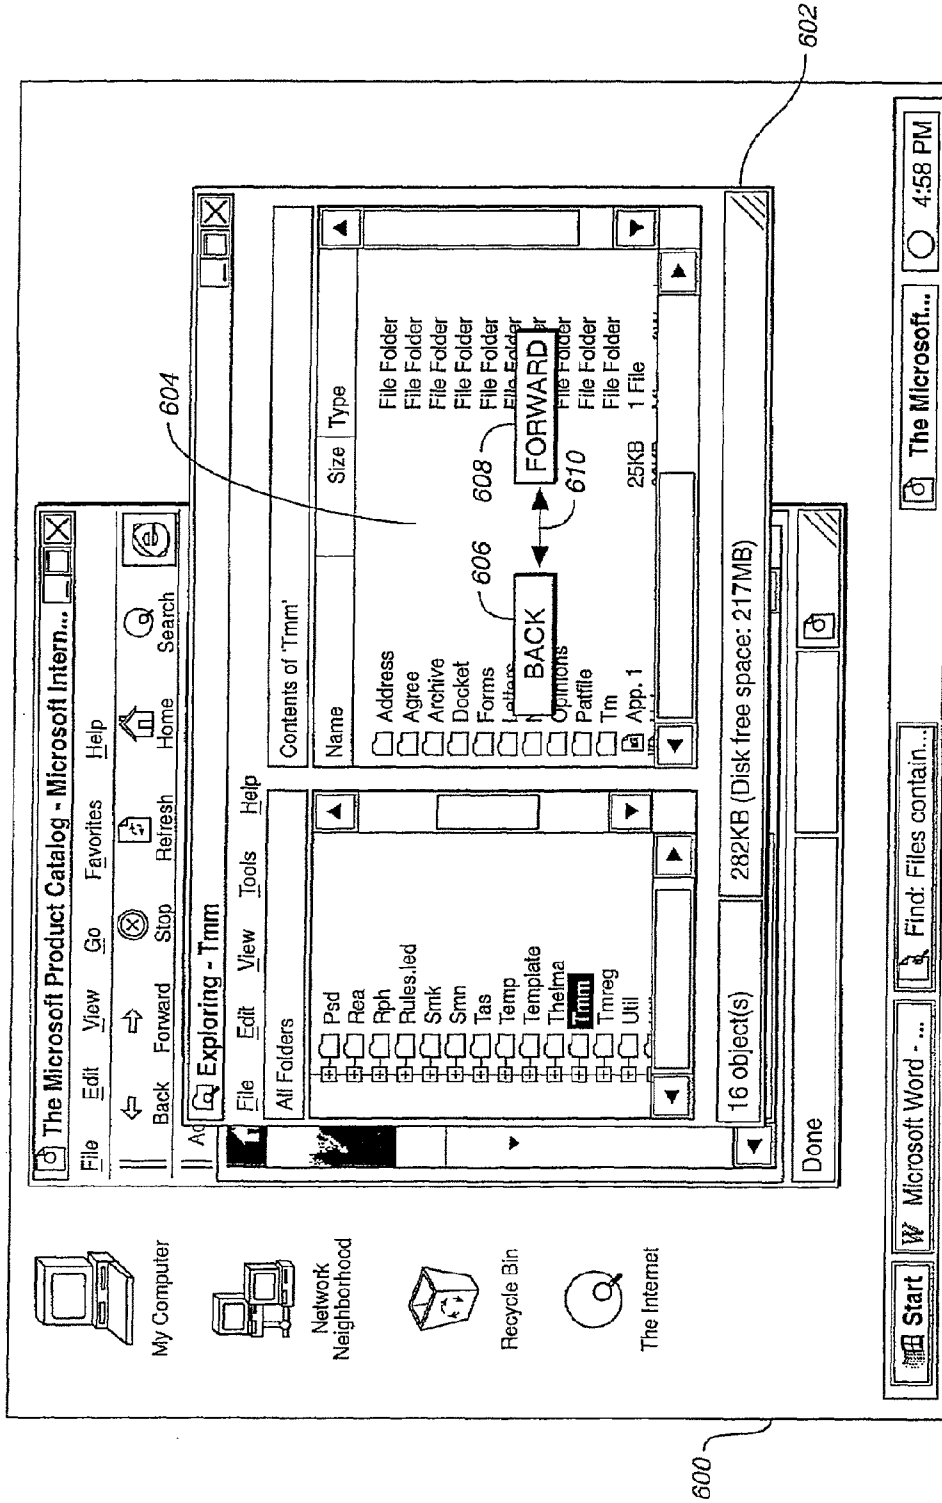 The Microsoft Product Catalog - Microsoft Intern...
File Edit View Go Favorites Help
Back Forward Stop Refresh Home Search
Exploring - Tmm
File Edit View Tools Help
All Folders
Contents of 'Tmm'
Name Size Type
Psd
Rea
Rph
Rules.led
Smk
Smn
Tas
Temp
Template
Thelma
Tmm
Tmreg
Util
Address File Folder
Agree File Folder
Archive File Folder
Docket File Folder
Forms File Folder
Letters File Folder
Opinions File Folder
Patfile File Folder
Tm File Folder
App. 1 25KB 1 File
BACK
FORWARD
16 object(s)
282KB (Disk free space: 217MB)
Done
My Computer
Network
Neighborhood
Recycle Bin
The Internet
Start
W Microsoft Word - ...
Find: Files contain...
The Microsoft...
4:58 PM
600
602
604
606
608
610